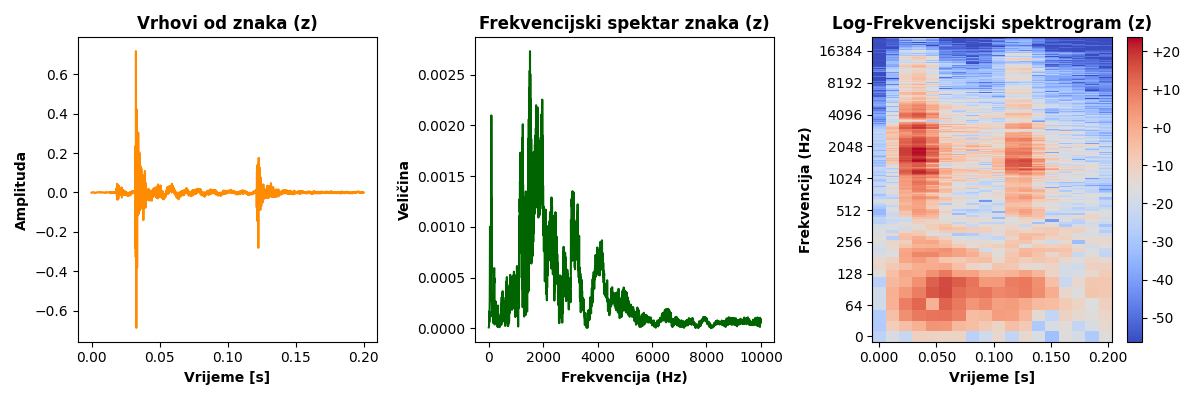 Vrhovi od znaka (z)
Amplituda
0.6
0.4
0.2
0.0
−0.2
−0.4
−0.6
0.00 0.05 0.10 0.15 0.20
Vrijeme [s]
Frekvencijski spektar znaka (z)
Veličina
0.0025
0.0020
0.0015
0.0010
0.0005
0.0000
0 2000 4000 6000 8000 10000
Frekvencija (Hz)
Log-Frekvencijski spektrogram (z)
Frekvencija (Hz)
16384
8192
4096
2048
1024
512
256
128
64
0
0.000 0.050 0.100 0.150 0.200
Vrijeme [s]
+20
+10
+0
-10
-20
-30
-40
-50